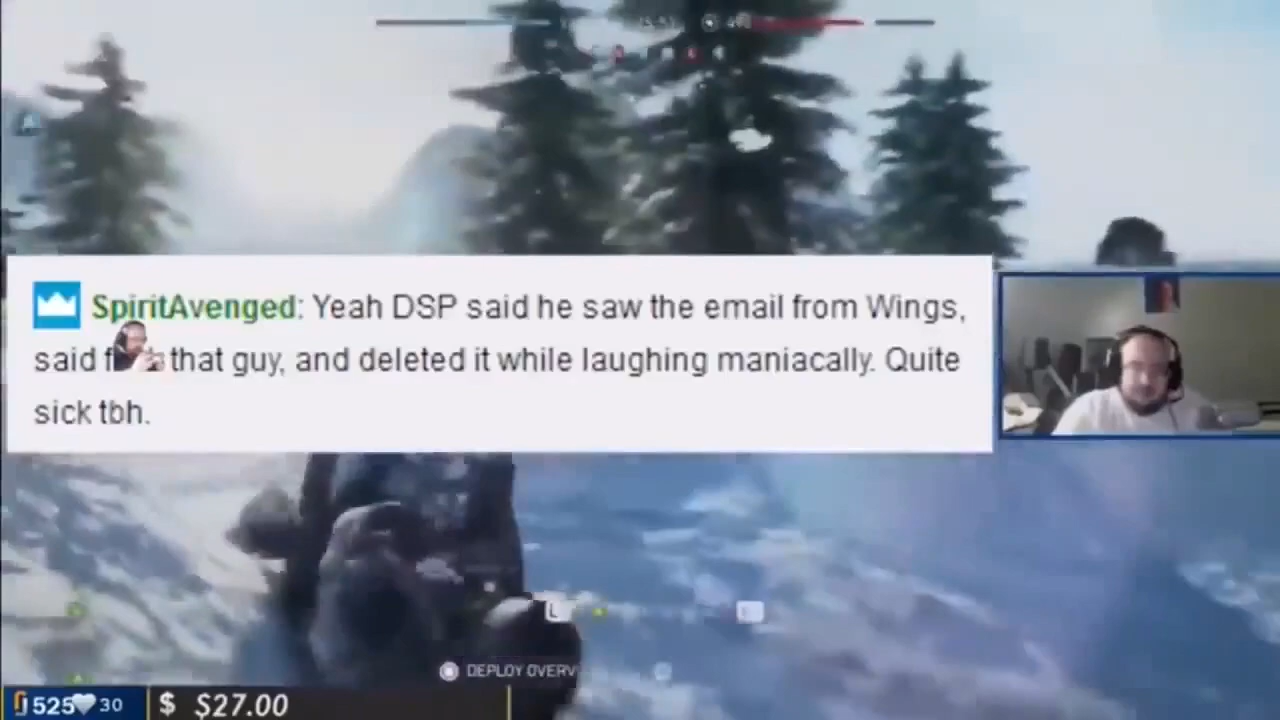 SpiritAvenged: Yeah DSP said he saw the email from Wings,
said f that guy, and deleted it while laughing maniacally. Quite
sick tbh.
L
DEPLOY OVERV
525 30 $ $27.00